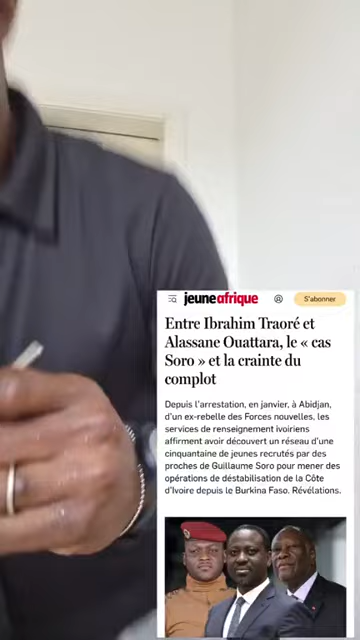 jeuneafrique
S'abonner
Entre Ibrahim Traoré et
Alassane Ouattara, le « cas
Soro » et la crainte du
complot
Depuis l'arrestation, en janvier, à Abidjan,
d'un ex-rebelle des Forces nouvelles, les
services de renseignement ivoiriens
affirment avoir découvert un réseau d'une
cinquantaine de jeunes recrutés par des
proches de Guillaume Soro pour mener des
opérations de déstabilisation de la Côte
d'Ivoire depuis le Burkina Faso. Révélations.